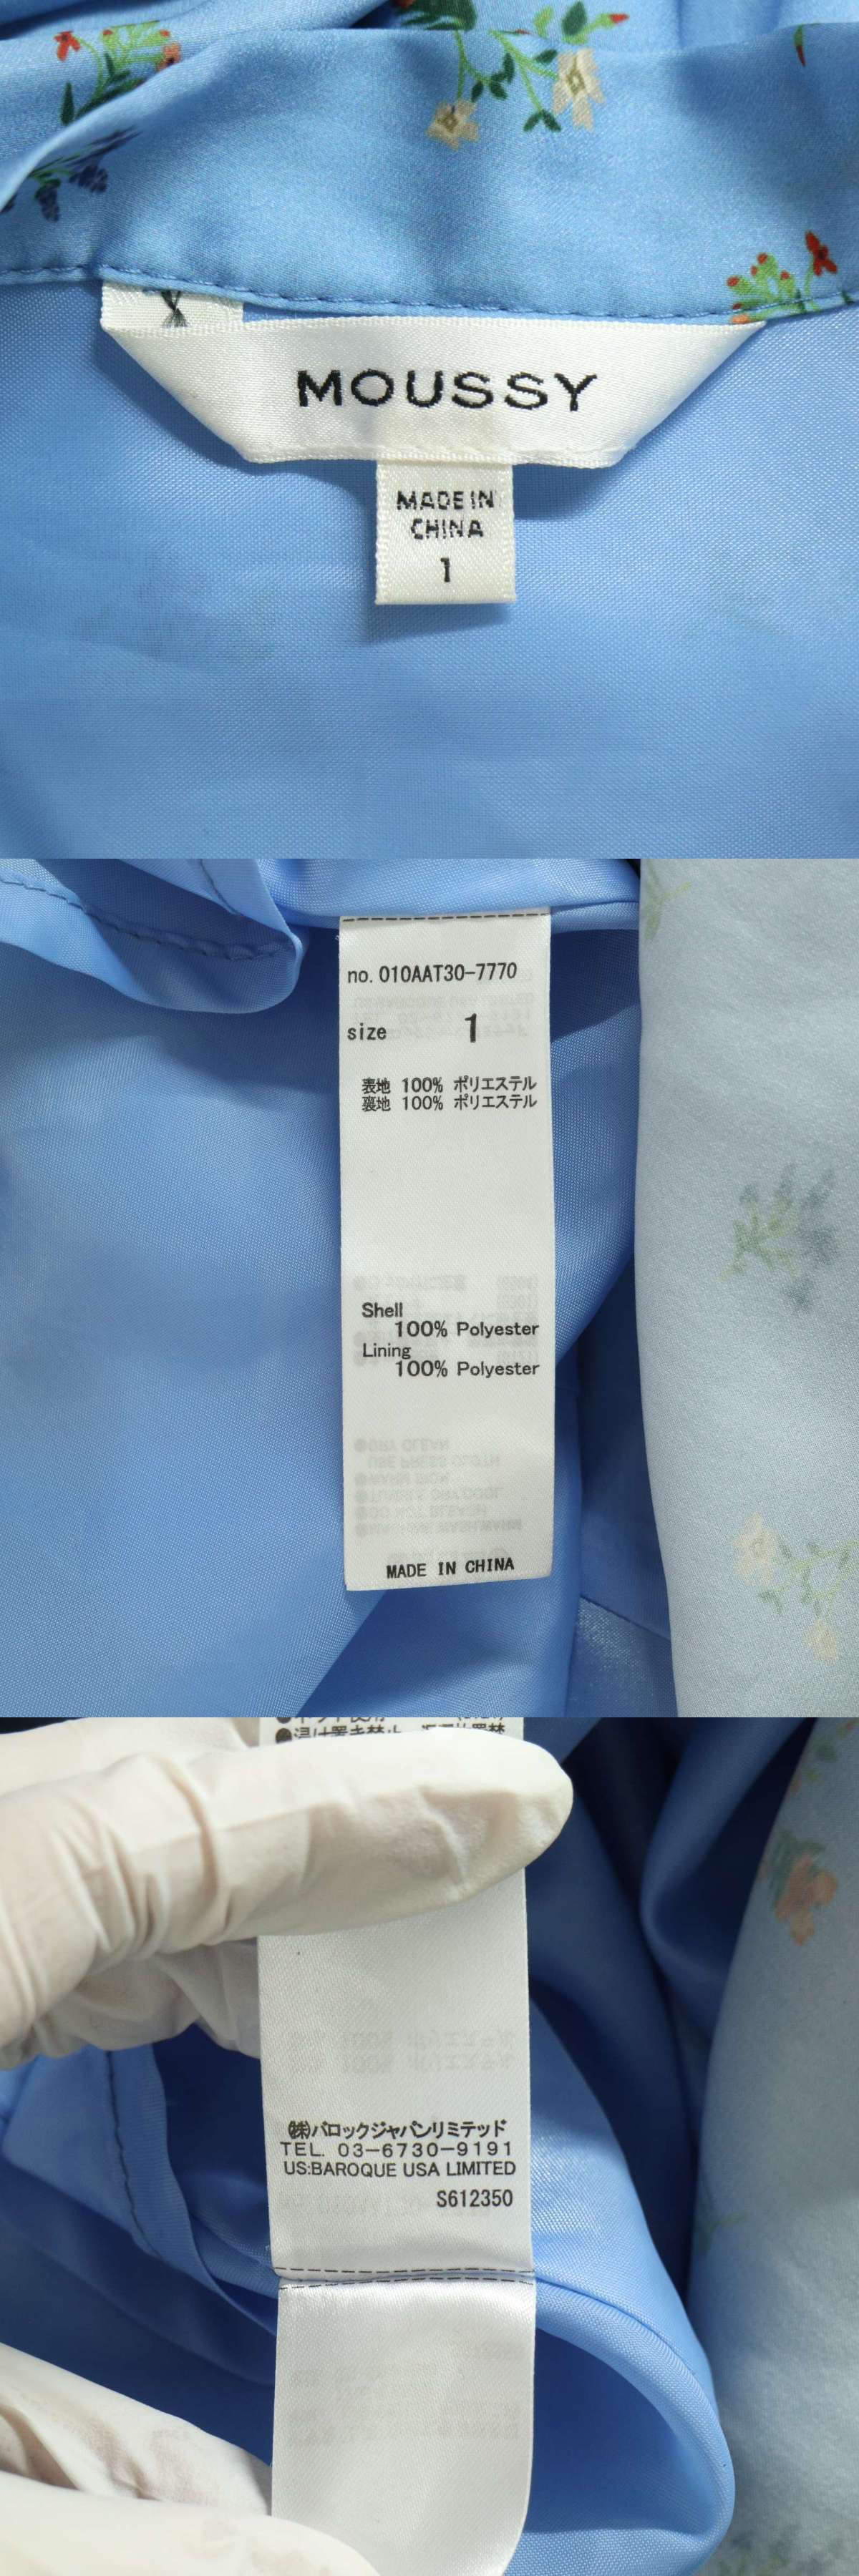 MOUSSY
MADE IN
CHINA
1
no. 010AAT30-7770
size 1
表地 100% ポリエステル
裏地 100% ポリエステル
Shell
100% Polyester
Lining
100% Polyester
MADE IN CHINA
㈱バロックジャパンリミテッド
TEL. 03-6730-9191
US:BAROQUE USA LIMITED
S612350